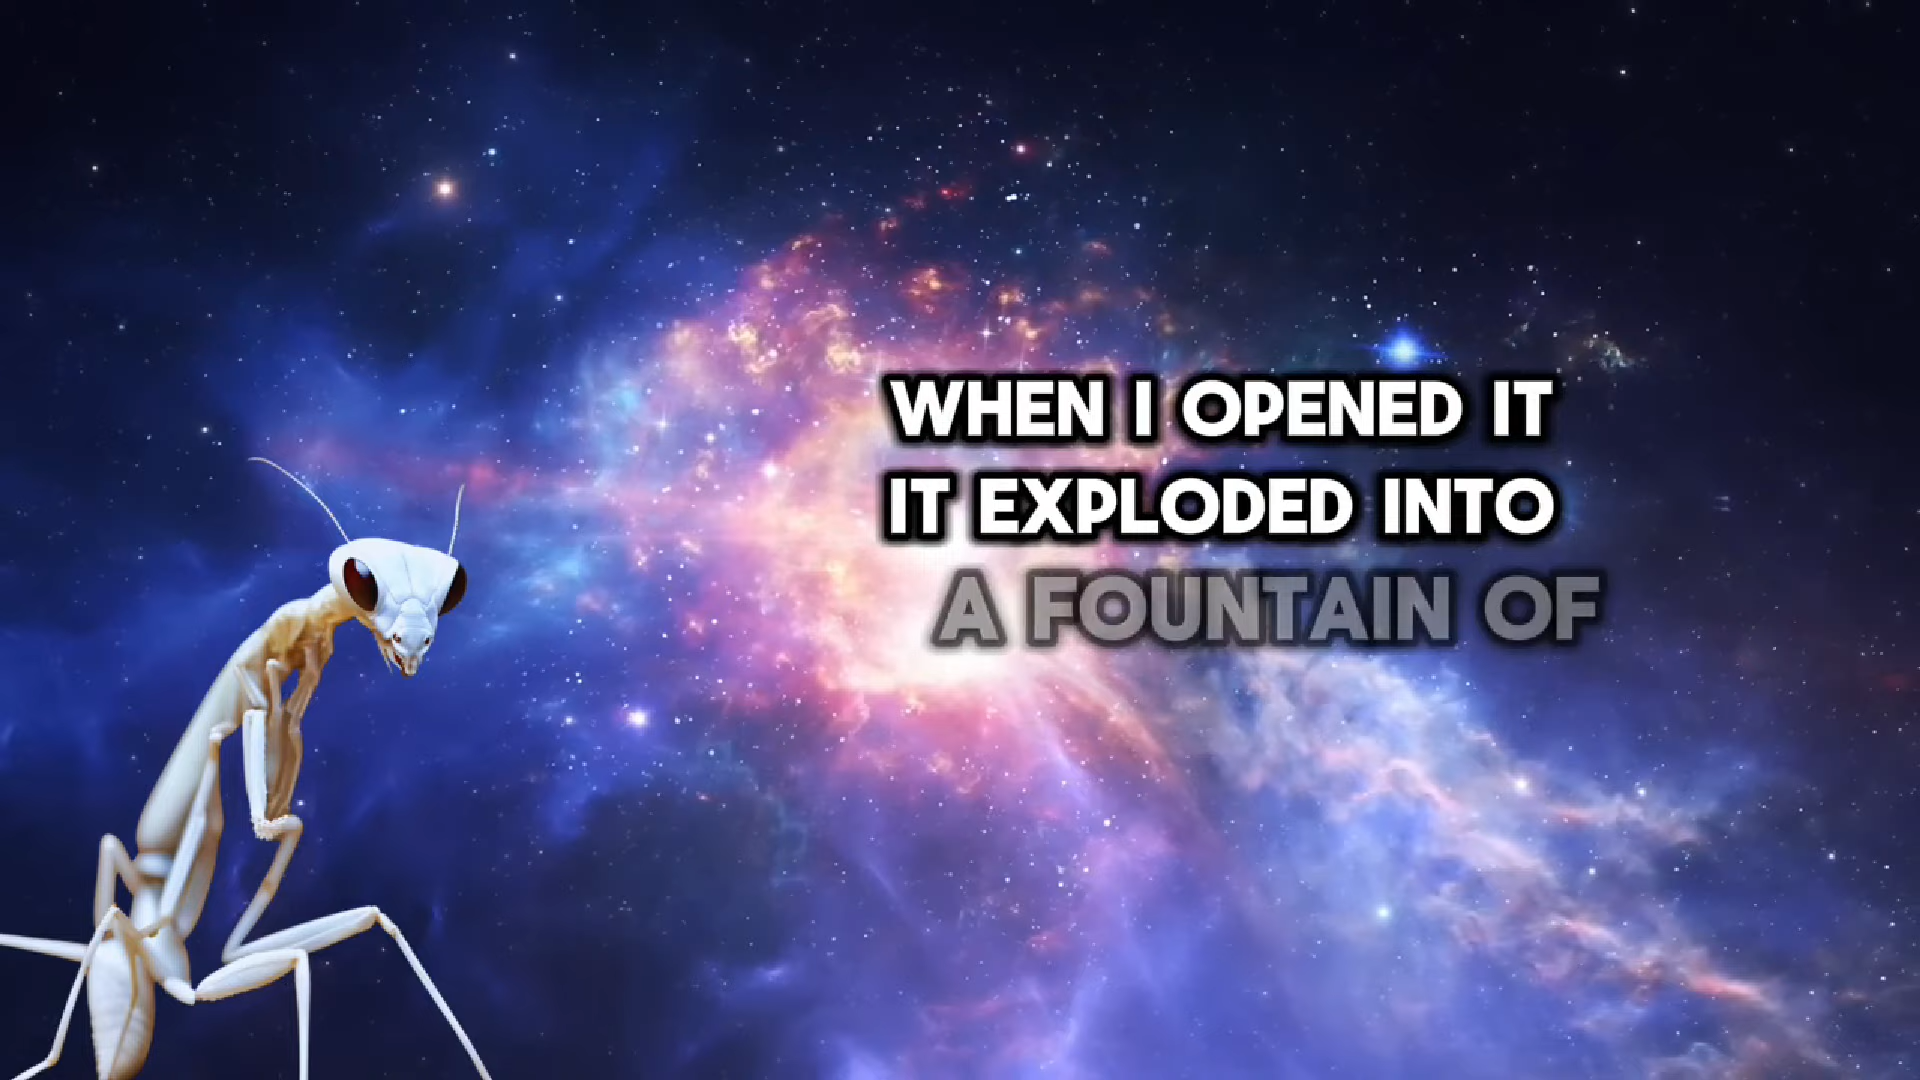 WHEN I OPENED IT
IT EXPLODED INTO
A FOUNTAIN OF